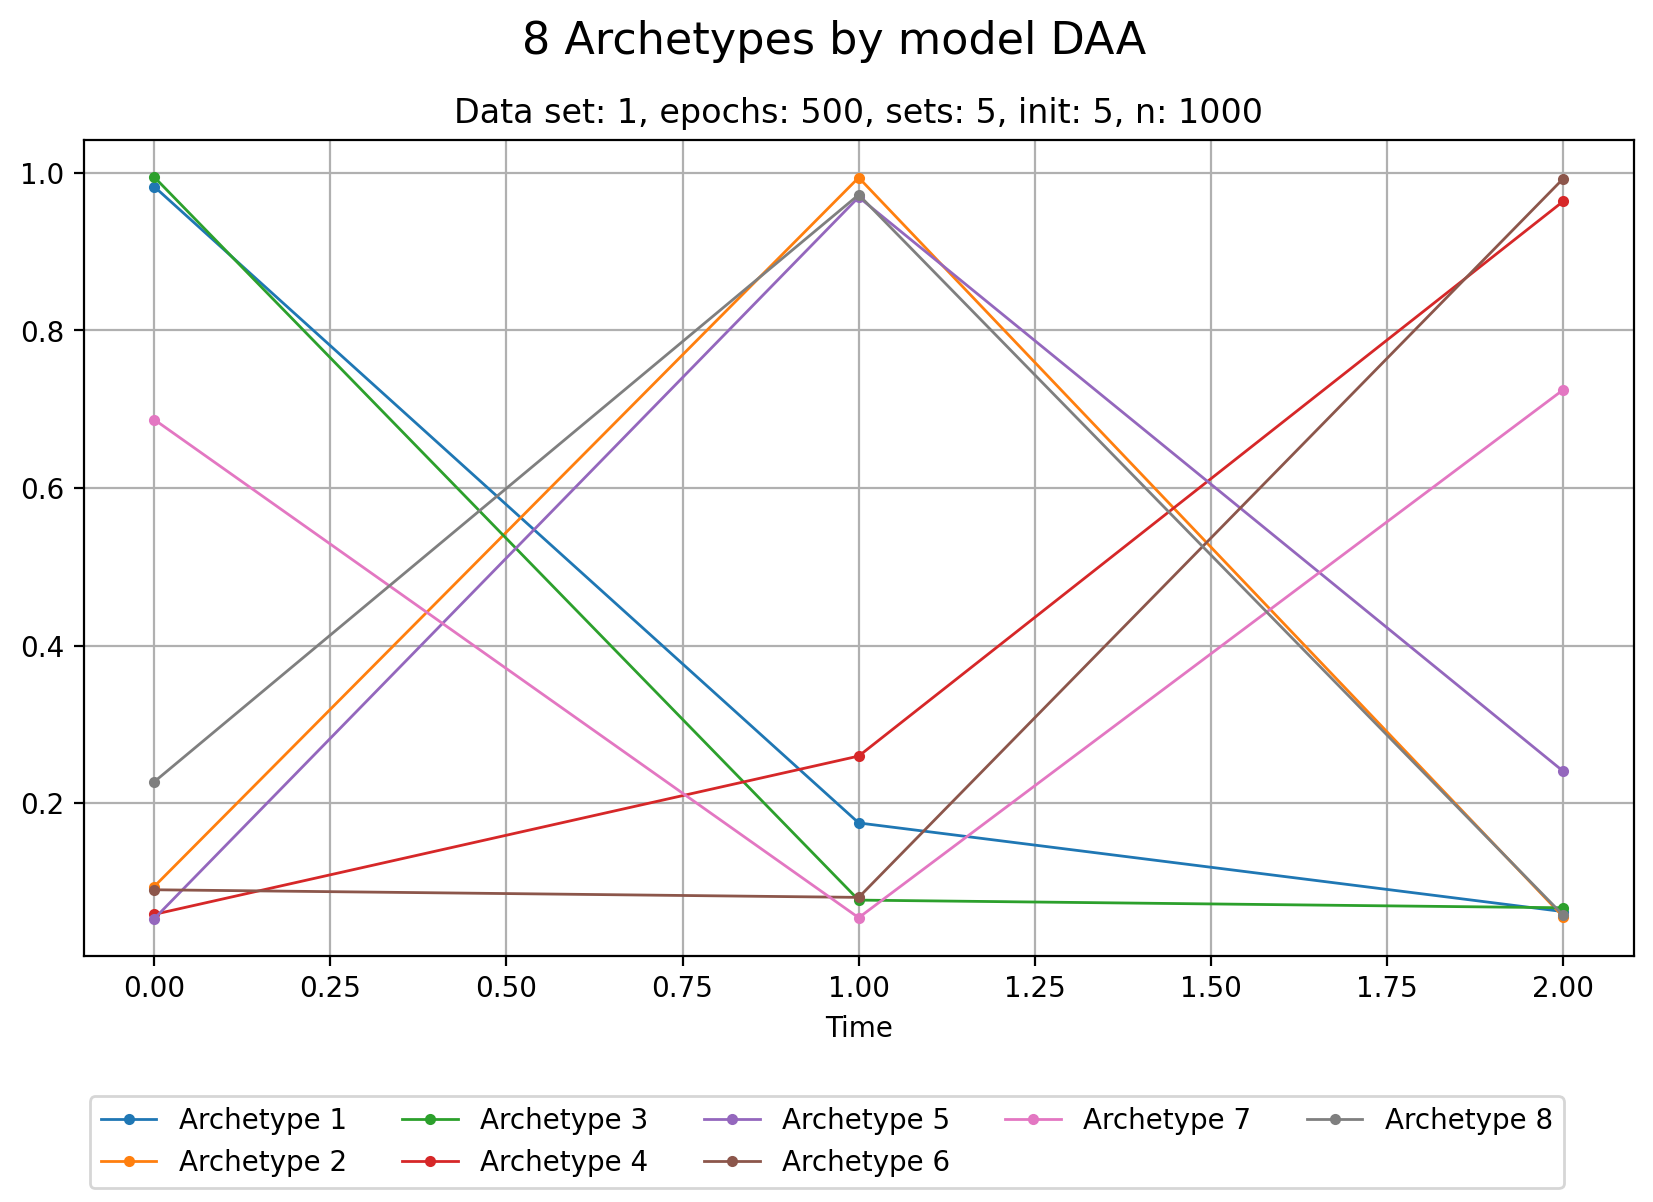 8 Archetypes by model DAA
Data set: 1, epochs: 500, sets: 5, init: 5, n: 1000
1.0
0.8
0.6
0.4
0.2
0.00 0.25 0.50 0.75 1.00 1.25 1.50 1.75 2.00
Time
Archetype 1 Archetype 3 Archetype 5 Archetype 7 Archetype 8
Archetype 2 Archetype 4 Archetype 6